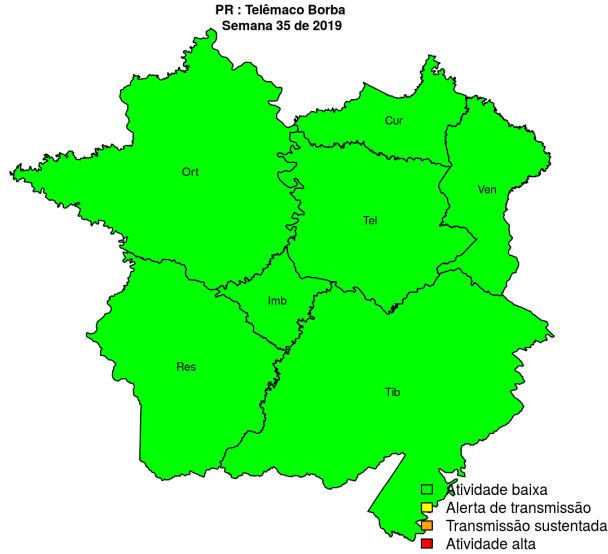 PR : Telêmaco Borba
Semana 35 de 2019
Cur
Ort
Ven
Tel
Imb
Res
Tib
Atividade baixa
Alerta de transmissão
Transmissão sustentada
Atividade alta